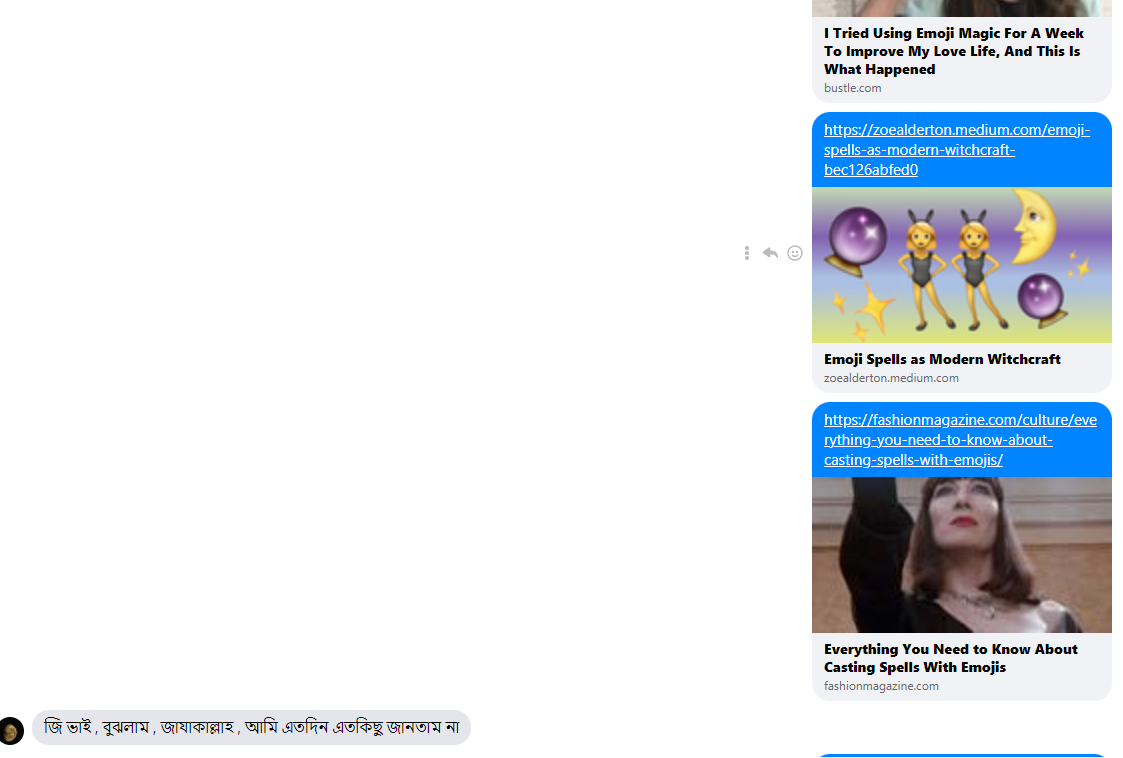 I Tried Using Emoji Magic For A Week
To Improve My Love Life, And This Is
What Happened
bustle.com
https://zoealderton.medium.com/emoji-
spells-as-modern-witchcraft-
bec126abfed0
Emoji Spells as Modern Witchcraft
zoealderton.medium.com
https://fashionmagazine.com/culture/eve
rything-you-need-to-know-about-
casting-spells-with-emojis/
Everything You Need to Know About
Casting Spells With Emojis
fashionmagazine.com
জি ভাই , বুঝলাম , জাযাকাল্লাহ , আমি এতদিন এতকিছু জানতাম না